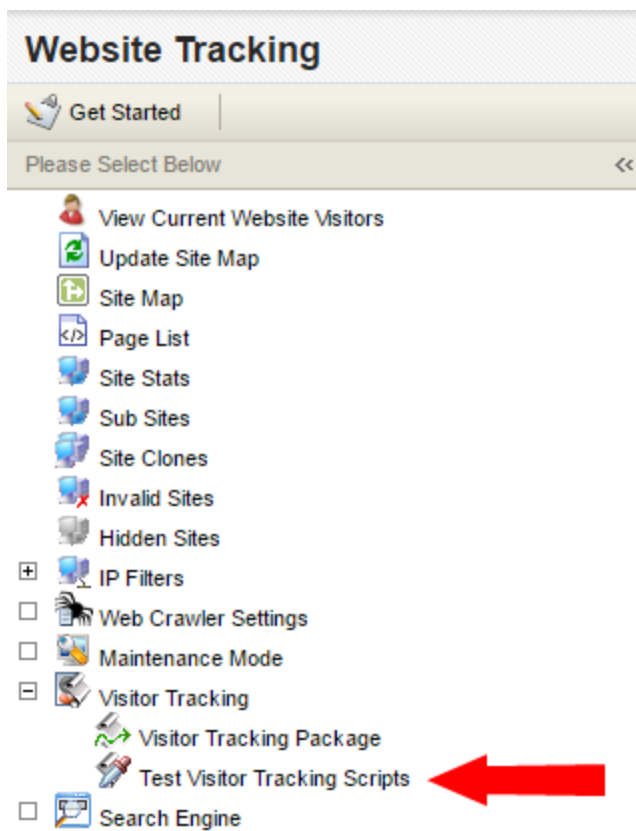 Website Tracking
Get Started
Please Select Below
View Current Website Visitors
Update Site Map
Site Map
Page List
Site Stats
Sub Sites
Site Clones
Invalid Sites
Hidden Sites
IP Filters
Web Crawler Settings
Maintenance Mode
Visitor Tracking
Visitor Tracking Package
Test Visitor Tracking Scripts
Search Engine